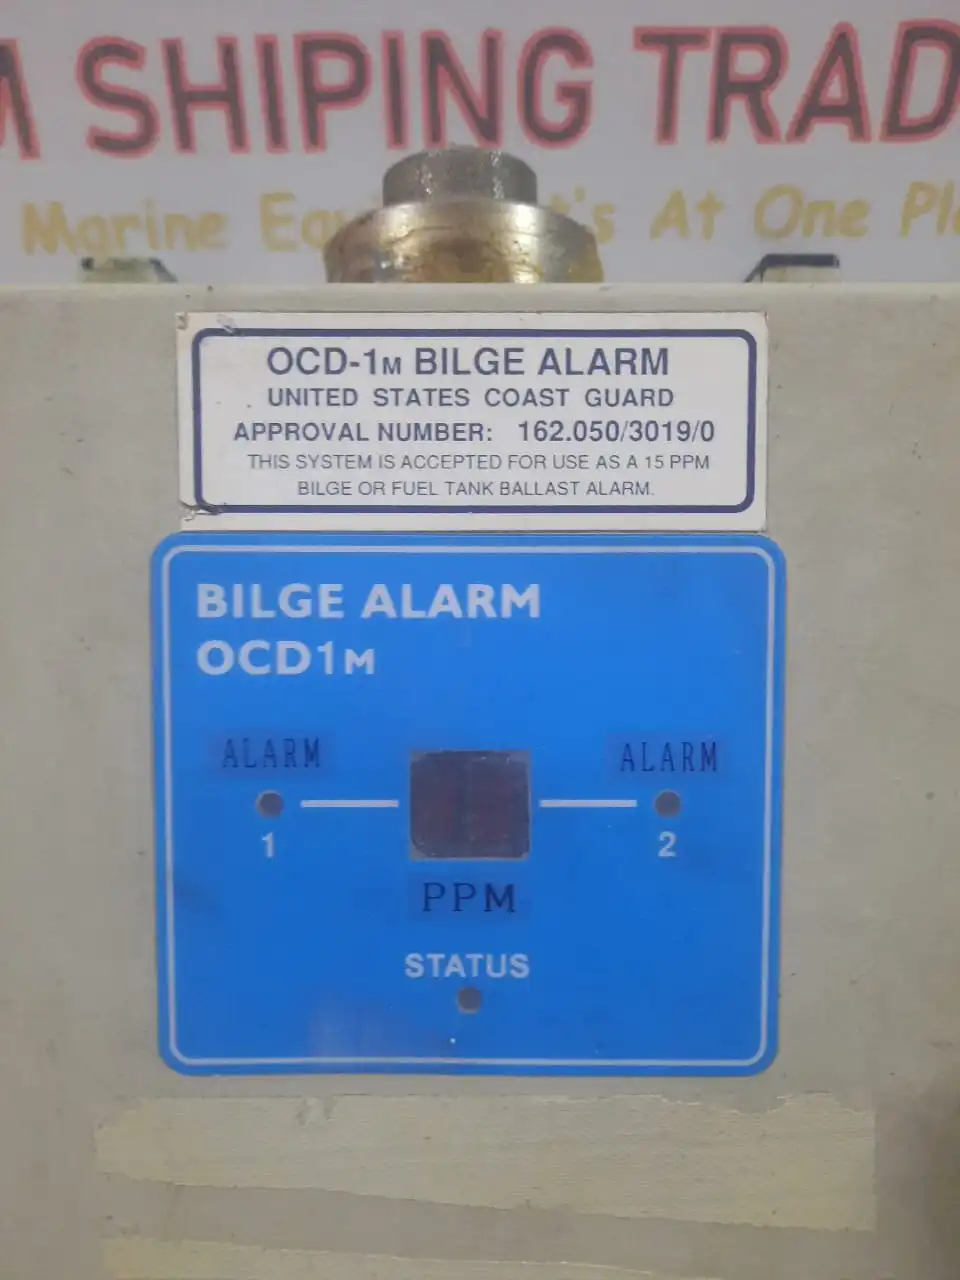 M SHIPING TRAD
Marine At One Pla
OCD-1M BILGE ALARM
UNITED STATES COAST GUARD
APPROVAL NUMBER: 162.050/3019/0
THIS SYSTEM IS ACCEPTED FOR USE AS A 15 PPM
BILGE OR FUEL TANK BALLAST ALARM.
BILGE ALARM
OCD1M
ALARM ALARM
1 2
PPM
STATUS